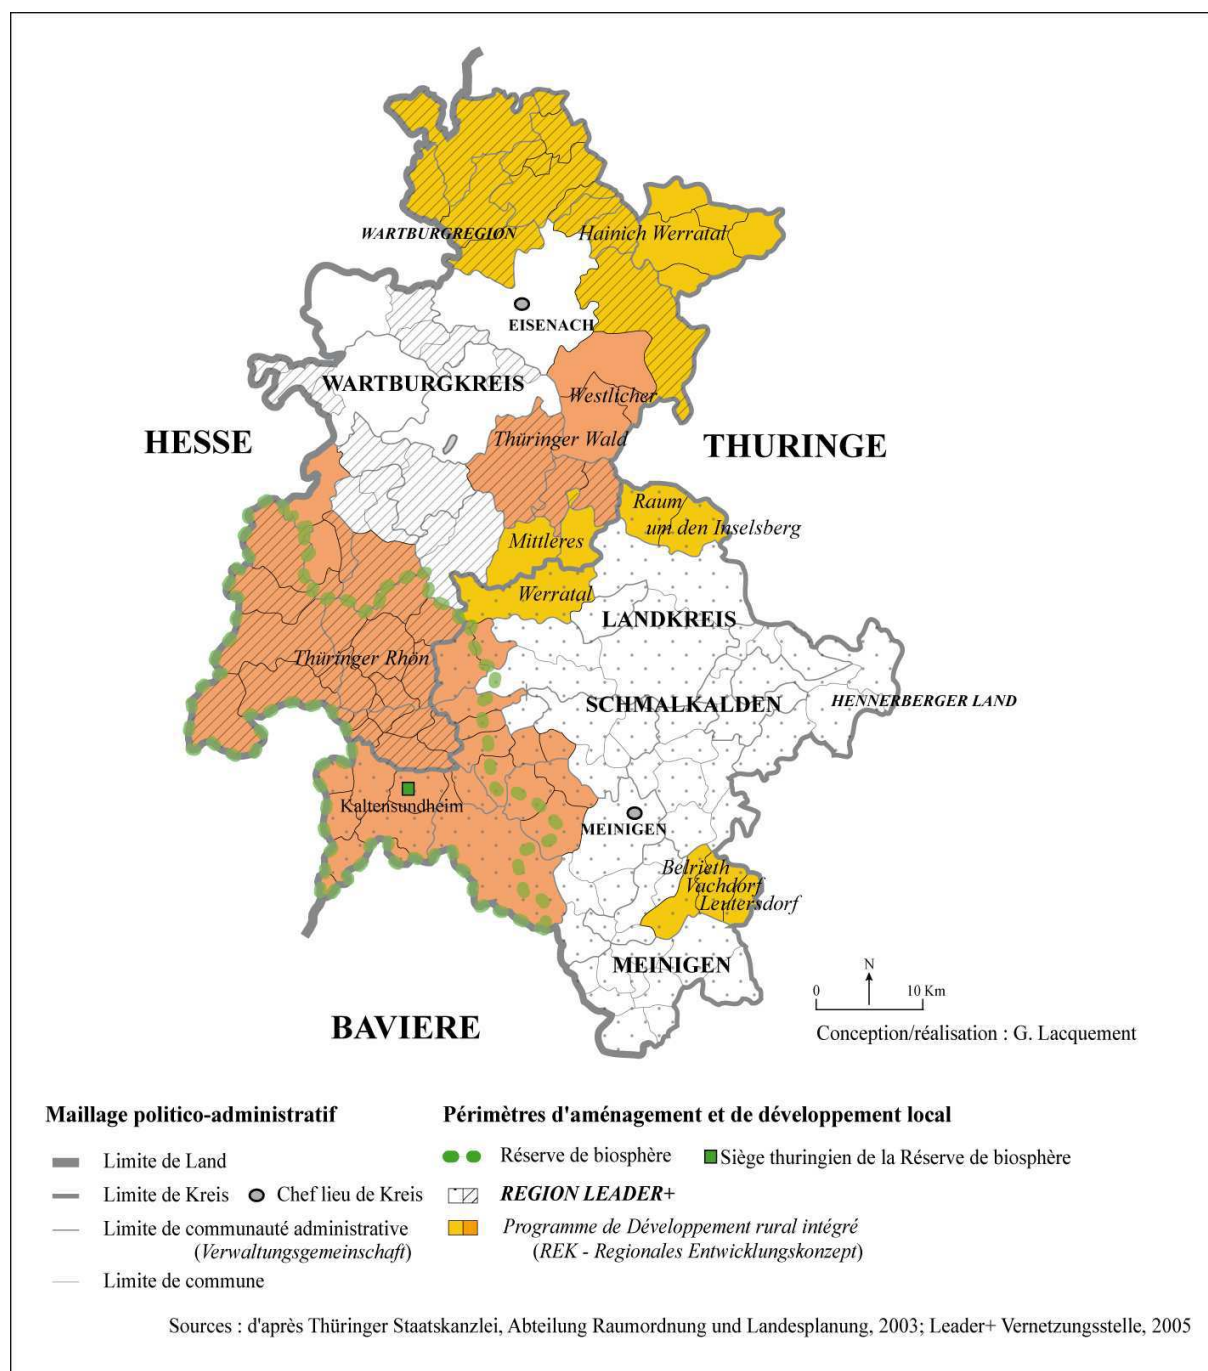 WARTBURGREGION
Hainich Werratal
EISENACH
WARTBURGKREIS
Westlicher
HESSE
Thüringer Wald
THURINGE
Raum
um den Inselsberg
Mittleres
Werratal
LANDKREIS
Thüringer Rhön
SCHMALKALDEN
HENNERBERGER LAND
Kaltensundheim
MEINIGEN
Belrieth
Vachdorf
Leutersdorf
MEINIGEN
N
0 10 Km
BAVIERE
Conception/réalisation : G. Lacquement
Maillage politico-administratif
Limite de Land
Limite de Kreis
Chef lieu de Kreis
Limite de communauté administrative
(Verwaltungsgemeinschaft)
Limite de commune
Périmètres d'aménagement et de développement local
Réserve de biosphère
Siège thuringien de la Réserve de biosphère
REGION LEADER+
Programme de Développement rural intégré
(REK - Regionales Entwicklungskonzept)
Sources : d'après Thüringer Staatskanzlei, Abteilung Raumordnung und Landesplanung, 2003; Leader+ Vernetzungsstelle, 2005